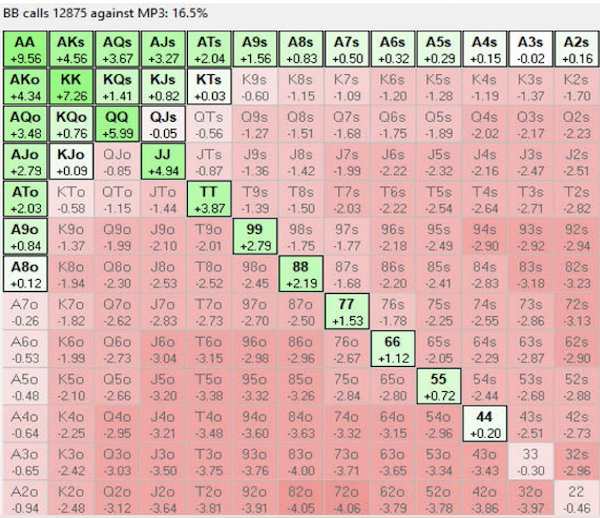 BB calls 12875 against MP3: 16.5%
AA AKs AQs AJs ATs A9s A8s A7s A6s A5s A4s A3s A2s
+9.56 +4.56 +3.67 +3.27 +2.04 +1.56 +0.83 +0.50 +0.32 +0.29 +0.15 -0.02 +0.16
AKo KK KQs KJs KTs K9s K8s K7s K6s K5s K4s K3s K2s
+4.34 +7.26 +1.41 +0.82 +0.03 -0.60 -1.15 -1.09 -1.20 -1.28 -1.19 -1.37 -1.70
AQo KQo QQ QJs QTs Q9s Q8s Q7s Q6s Q5s Q4s Q3s Q2s
+3.48 +0.76 +5.99 -0.05 -0.56 -1.27 -1.51 -1.68 -1.75 -1.89 -2.02 -2.17 -2.23
AJo KJo QJo JJ JTs J9s J8s J7s J6s J5s J4s J3s J2s
+2.79 +0.09 -0.85 +4.94 -0.87 -1.36 -1.42 -1.99 -2.22 -2.32 -2.16 -2.47 -2.51
ATo KTo QTo JTo TT T9s T8s T7s T6s T5s T4s T3s T2s
+2.03 -0.58 -1.15 -1.44 +3.87 -1.39 -1.50 -2.03 -2.22 -2.54 -2.64 -2.71 -2.82
A9o K9o Q9o J9o T9o 99 98s 97s 96s 95s 94s 93s 92s
+0.84 -1.37 -1.99 -2.10 -2.01 +2.79 -1.75 -1.77 -2.18 -2.49 -2.90 -2.92 -2.94
A8o K8o Q8o J8o T8o 98o 88 87s 86s 85s 84s 83s 82s
+0.12 -1.94 -2.30 -2.53 -2.52 -2.45 +2.19 -1.68 -2.20 -2.41 -2.83 -3.18 -3.23
A7o K7o Q7o J7o T7o 97o 87o 77 76s 75s 74s 73s 72s
-0.26 -1.82 -2.62 -2.83 -2.73 -2.70 -2.50 +1.53 -1.78 -2.25 -2.55 -2.86 -3.13
A6o K6o Q6o J6o T6o 96o 86o 76o 66 65s 64s 63s 62s
-0.53 -1.99 -2.73 -3.04 -3.15 -2.98 -2.96 -2.67 +1.12 -2.05 -2.29 -2.87 -2.90
A5o K5o Q5o J5o T5o 95o 85o 75o 65o 55 54s 53s 52s
-0.48 -2.10 -2.66 -3.20 -3.38 -3.32 -3.26 -2.84 -2.80 +0.72 -2.44 -2.68 -2.88
A4o K4o Q4o J4o T4o 94o 84o 74o 64o 54o 44 43s 42s
-0.64 -2.25 -2.95 -3.21 -3.48 -3.60 -3.63 -3.32 -3.15 -2.96 +0.20 -2.51 -2.73
A3o K3o Q3o J3o T3o 93o 83o 73o 63o 53o 43o 33 32s
-0.65 -2.42 -3.03 -3.50 -3.75 -3.76 -4.00 -3.71 -3.65 -3.34 -3.43 -0.30 -2.96
A2o K2o Q2o J2o T2o 92o 82o 72o 62o 52o 42o 32o 22
-0.94 -2.48 -3.12 -3.64 -3.81 -3.91 -4.05 -4.06 -3.79 -3.78 -3.86 -3.97 -0.46